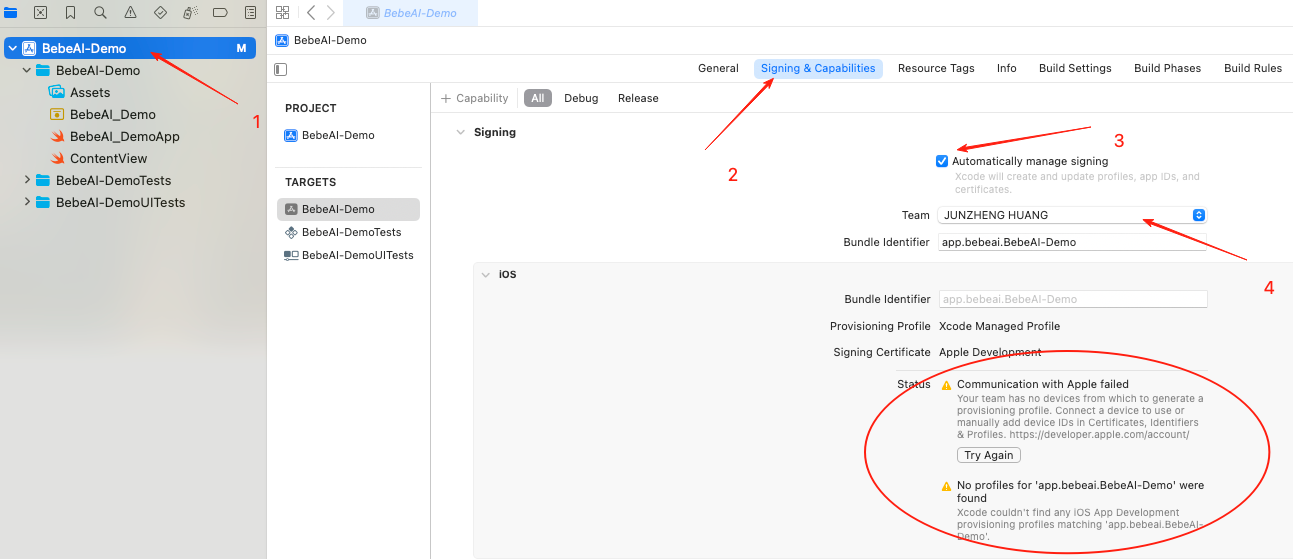 BebeAI-Demo
BebeAI-Demo M
BebeAI-Demo
Assets
BebeAI_Demo
BebeAI_DemoApp
ContentView
BebeAI-DemoTests
BebeAI-DemoUITests
1
BebeAI-Demo
General
Signing & Capabilities
Resource Tags
Info
Build Settings
Build Phases
Build Rules
PROJECT
BebeAI-Demo
TARGETS
BebeAI-Demo
BebeAI-DemoTests
BebeAI-DemoUITests
+ Capability
All
Debug
Release
Signing
2
3
Automatically manage signing
Xcode will create and update profiles, app IDs, and
certificates.
Team JUNZHENG HUANG
Bundle Identifier app.bebeai.BebeAI-Demo
4
iOS
Bundle Identifier app.bebeai.BebeAI-Demo
Provisioning Profile Xcode Managed Profile
Signing Certificate Apple Development
Status Communication with Apple failed
Your team has no devices from which to generate a
provisioning profile. Connect a device to use or
manually add device IDs in Certificates, Identifiers
& Profiles. https://developer.apple.com/account/
Try Again
No profiles for 'app.bebeai.BebeAI-Demo' were
found
Xcode couldn't find any iOS App Development
provisioning profiles matching 'app.bebeai.BebeAI-
Demo'.